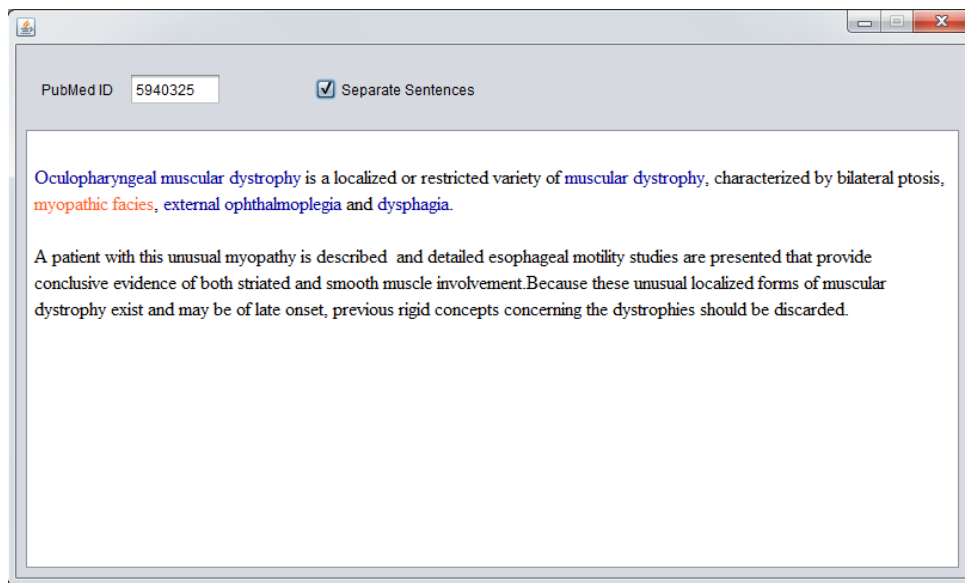 PubMed ID 5940325 Separate Sentences
Oculopharyngeal muscular dystrophy is a localized or restricted variety of muscular dystrophy, characterized by bilateral ptosis,
myopathic facies, external ophthalmoplegia and dysphagia.
A patient with this unusual myopathy is described  and detailed esophageal motility studies are presented that provide
conclusive evidence of both striated and smooth muscle involvement.Because these unusual localized forms of muscular
dystrophy exist and may be of late onset, previous rigid concepts concerning the dystrophies should be discarded.